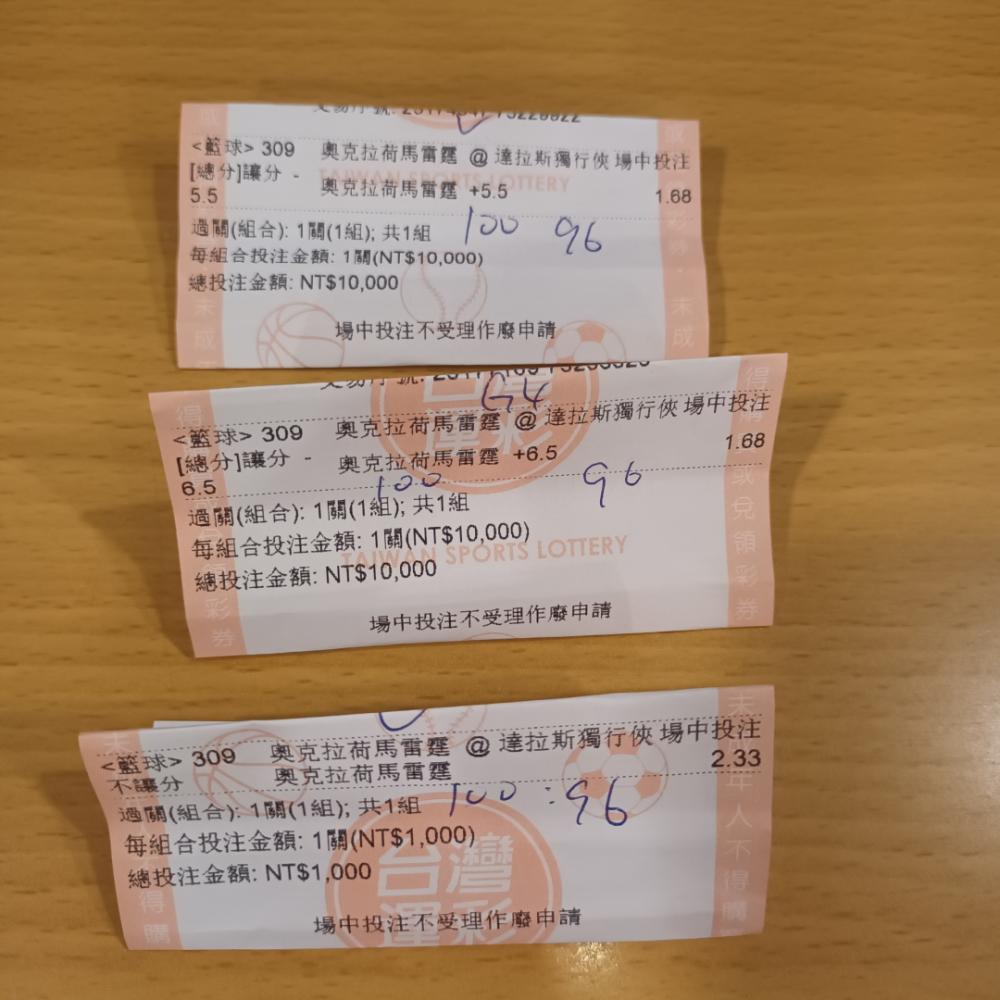 <籃球> 309 奧克拉荷馬雷霆 @ 達拉斯獨行俠 場中投注
[總分]讓分 - 奧克拉荷馬雷霆 +5.5 1.68
5.5
TAIWAN SPORTS LOTTERY
過關(組合): 1關(1組); 共1組 100 96
每組合投注金額: 1關(NT$10,000)
總投注金額: NT$10,000
場中投注不受理作廢申請
G4
<籃球> 309 奧克拉荷馬雷霆 @ 達拉斯獨行俠 場中投注
[總分]讓分 - 奧克拉荷馬雷霆 +6.5 1.68
6.5
100 96
過關(組合): 1關(1組); 共1組
每組合投注金額: 1關(NT$10,000)
TAIWAN SPORTS LOTTERY
總投注金額: NT$10,000
場中投注不受理作廢申請
台灣運彩
<籃球> 309 奧克拉荷馬雷霆 @ 達拉斯獨行俠 場中投注
不讓分 奧克拉荷馬雷霆 2.33
過關(組合): 1關(1組); 共1組 100:96
每組合投注金額: 1關(NT$1,000)
總投注金額: NT$1,000
台灣運彩
場中投注不受理作廢申請